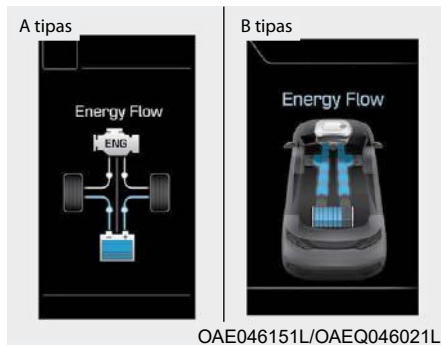 A tipas
B tipas
Energy Flow
ENG
Energy Flow
OAE046151L/OAEQ046021L